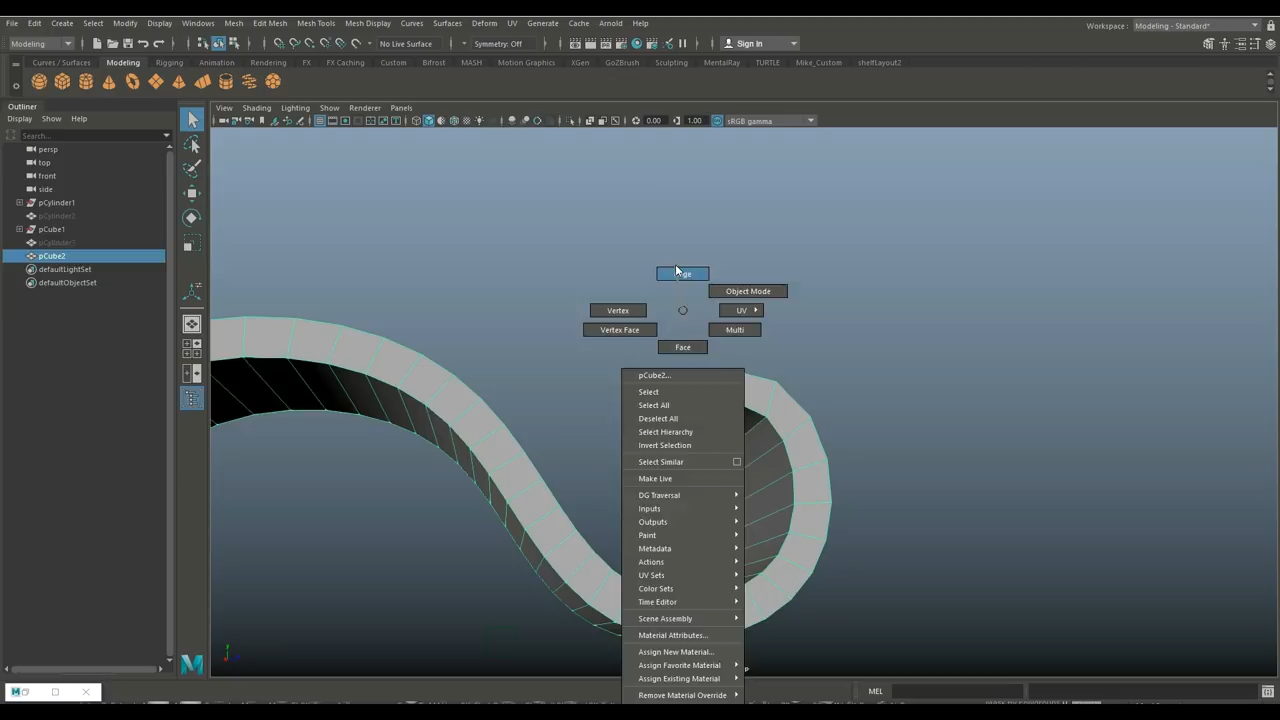 File Edit Create Select Modify Display Windows Mesh Edit Mesh Mesh Tools Mesh Display Curves Surfaces Deform UV Generate Cache Arnold Help
Workspace: Modeling - Standard*
Modeling No Live Surface Symmetry: Off Sign In
Curves / Surfaces Modeling Rigging Animation Rendering FX FX Caching Custom Bifrost MASH Motion Graphics XGen GoZBrush Sculpting MentalRay TURTLE Mike_Custom shelfLayout2
Outliner
Display Show Help
Search...
persp
top
front
side
pCylinder1
pCylinder2
pCube1
pCube2
defaultLightSet
defaultObjectSet
View Shading Lighting Show Renderer Panels
0.00 1.00 sRGB gamma
Object Mode
Vertex UV
Vertex Face Multi
Face
pCube2...
Select
Select All
Deselect All
Select Hierarchy
Invert Selection
Select Similar
Make Live
DG Traversal
Inputs
Outputs
Paint
Metadata
Actions
UV Sets
Color Sets
Time Editor
Scene Assembly
Material Attributes...
Assign New Material...
Assign Favorite Material
Assign Existing Material
Remove Material Override
MEL